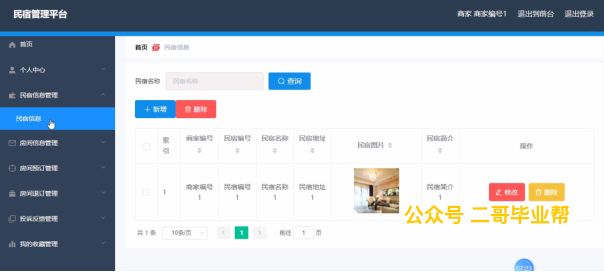 民宿管理平台
商家 商家编号1 退出到前台 退出登录
首页
个人中心
民宿信息管理
民宿信息
房间信息管理
房间预订管理
房间退订管理
投诉反馈管理
我的收藏管理
首页 民宿信息
民宿名称 民宿名称 查询
新增 删除
索引 商家编号 民宿编号 民宿名称 民宿地址 民宿图片 民宿简介 操作
1 商家编号1 民宿编号1 民宿名称1 民宿地址1 民宿简介1 修改 删除
公众号 二哥毕业帮
共 1 条 10条/页 1 前往 1 页
02:23